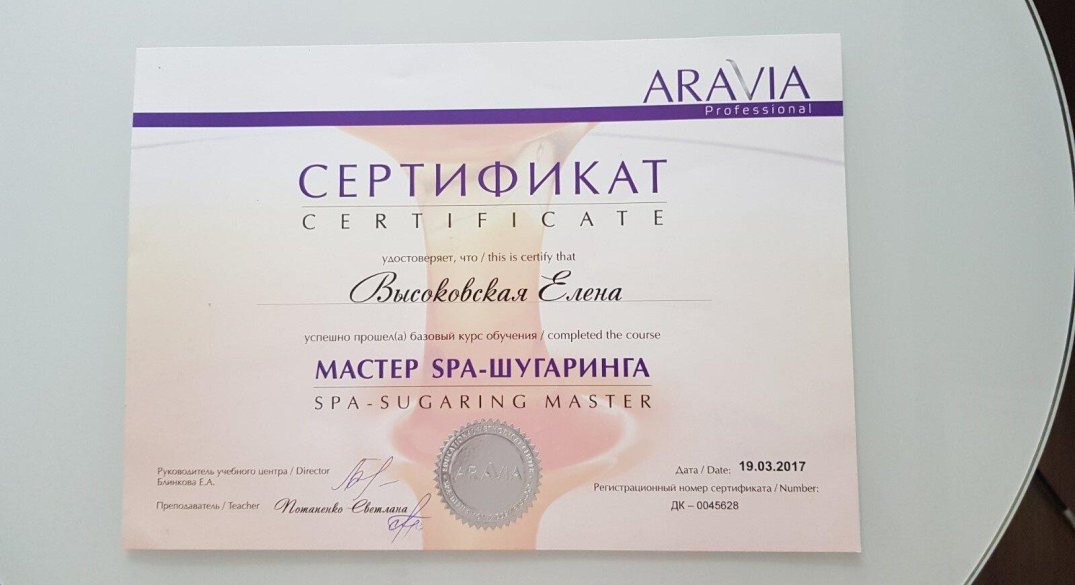 ARAVIA
Professional
СЕРТИФИКАТ
CERTIFICATE
удостоверяет, что / this is certify that
Высоковская Елена
успешно прошел(а) базовый курс обучения / completed the course
МАСТЕР SPA-ШУГАРИНГА
SPA-SUGARING MASTER
ARAVIA
Руководитель учебного центра / Director
Блинкова Е.А.
Преподаватель / Teacher Потапенко Светлана
Дата / Date: 19.03.2017
Регистрационный номер сертификата / Number:
ДК – 0045628